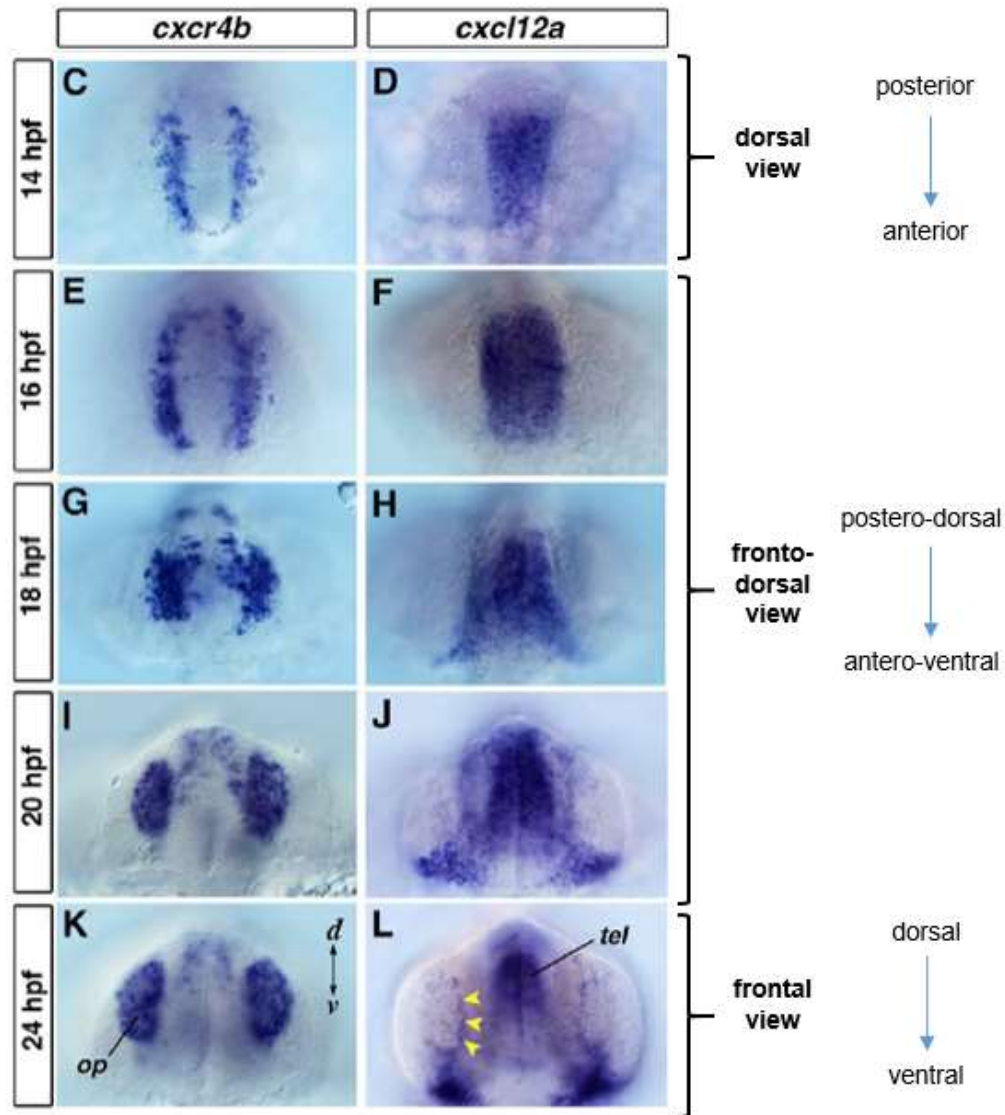 cxcr4b
cxcl12a
14 hpf
C
D
dorsal
view
posterior
anterior
16 hpf
E
F
18 hpf
G
H
fronto-
dorsal
view
postero-dorsal
antero-ventral
20 hpf
I
J
24 hpf
K
d
v
op
L
tel
frontal
view
dorsal
ventral